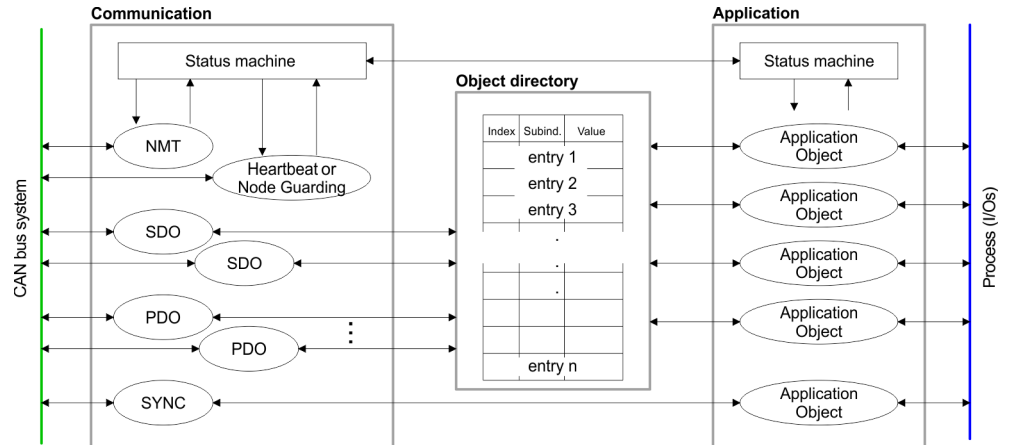 Communication
Application
Status machine
Status machine
Object directory
Index Subind. Value
NMT
entry 1
Application
Object
Heartbeat or
Node Guarding
entry 2
entry 3
Application
Object
SDO
SDO
Application
Object
PDO
Application
Object
PDO
entry n
SYNC
Application
Object
CAN bus system
Process (I/Os)